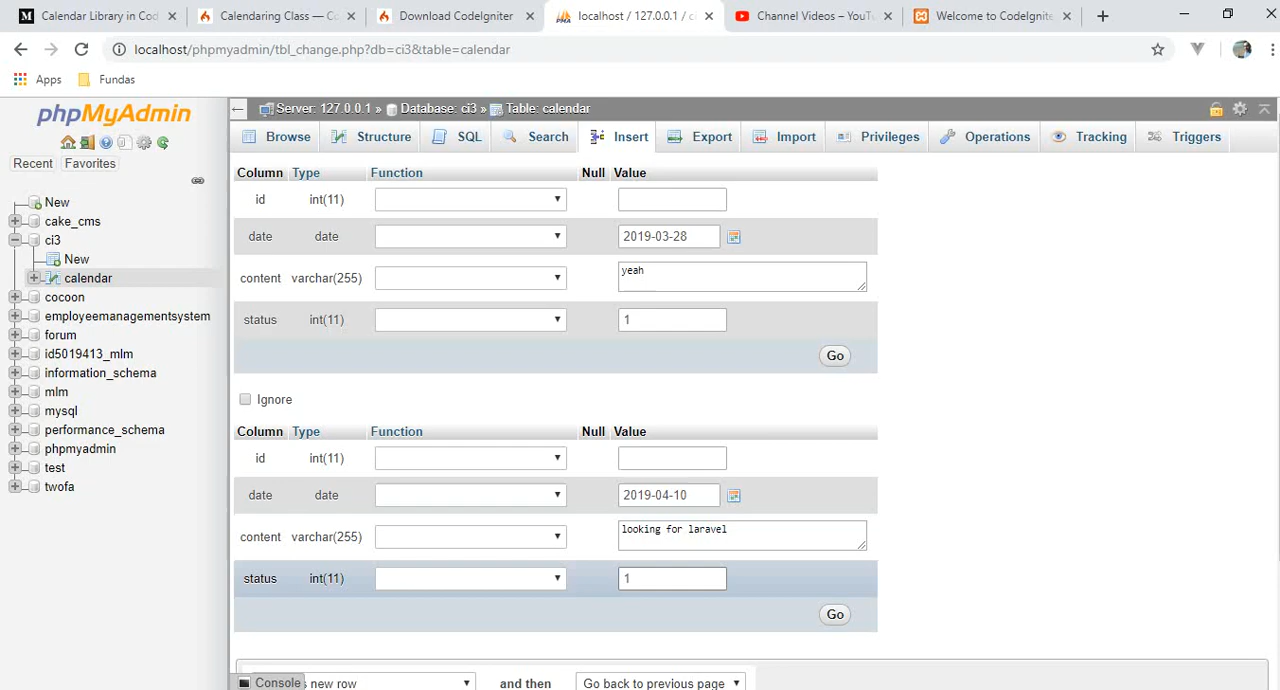 Calendar Library in Cod
Calendaring Class — Co
Download CodeIgniter
localhost / 127.0.0.1 / ci
Channel Videos – YouTu
Welcome to CodeIgnite
localhost/phpmyadmin/tbl_change.php?db=ci3&table=calendar
Apps
Fundas
phpMyAdmin
Recent
Favorites
New
cake_cms
ci3
New
calendar
cocoon
employeemanagementsystem
forum
id5019413_mlm
information_schema
mlm
mysql
performance_schema
phpmyadmin
test
twofa
Server: 127.0.0.1 » Database: ci3 » Table: calendar
Browse Structure SQL Search Insert Export Import Privileges Operations Tracking Triggers
Column Type Function Null Value
id int(11)
date date 2019-03-28
content varchar(255) yeah
status int(11) 1
Go
Ignore
Column Type Function Null Value
id int(11)
date date 2019-04-10
content varchar(255) looking for laravel
status int(11) 1
Go
Console new row and then Go back to previous page